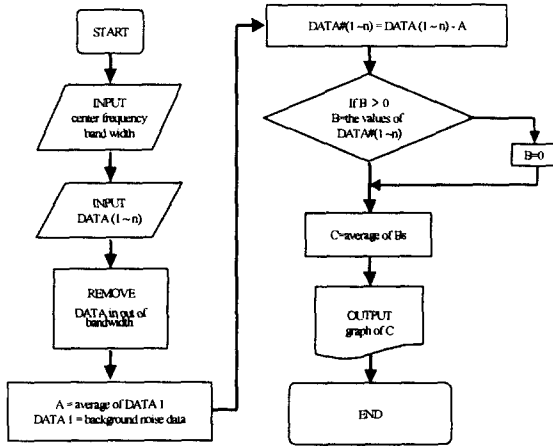 START
INPUT
center frequency
band width
INPUT
DATA (1~n)
REMOVE
DATA in out of
bandwidth
A = average of DATA 1
DATA 1 = background noise data
DATA#(1~n) = DATA (1~n) - A
If B > 0
B=the values of
DATA#(1~n)
B=0
C=average of Bs
OUTPUT
graph of C
END